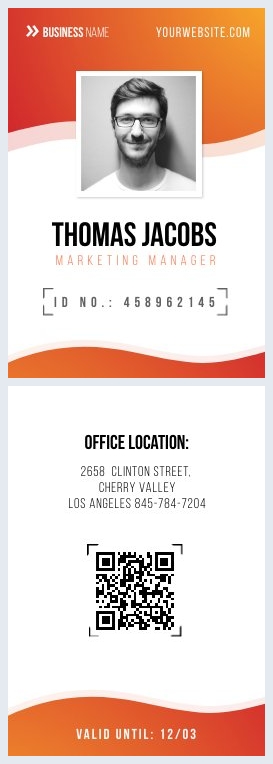 BUSINESS NAME
YOURWEBSITE.COM
THOMAS JACOBS
MARKETING MANAGER
ID NO.: 458962145
OFFICE LOCATION:
2658 CLINTON STREET,
CHERRY VALLEY
LOS ANGELES 845-784-7204
VALID UNTIL: 12/03